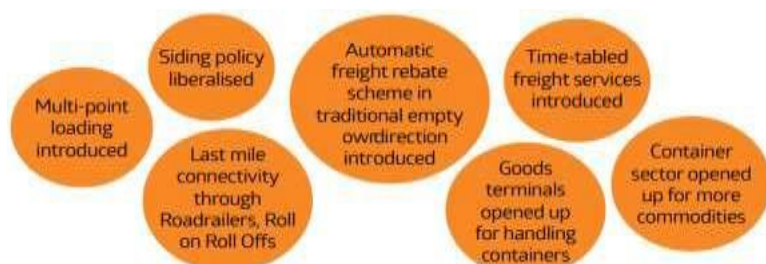 Multi-point
loading
introduced
Siding policy
liberalised
Last mile
connectivity
through
Roadrailers, Roll
on Roll Offs
Automatic
freight rebate
scheme in
traditional empty
owrdirection
introduced
Time-tabled
freight services
introduced
Goods
terminals
opened up
for handling
containers
Container
sector opened
up for more
commodities